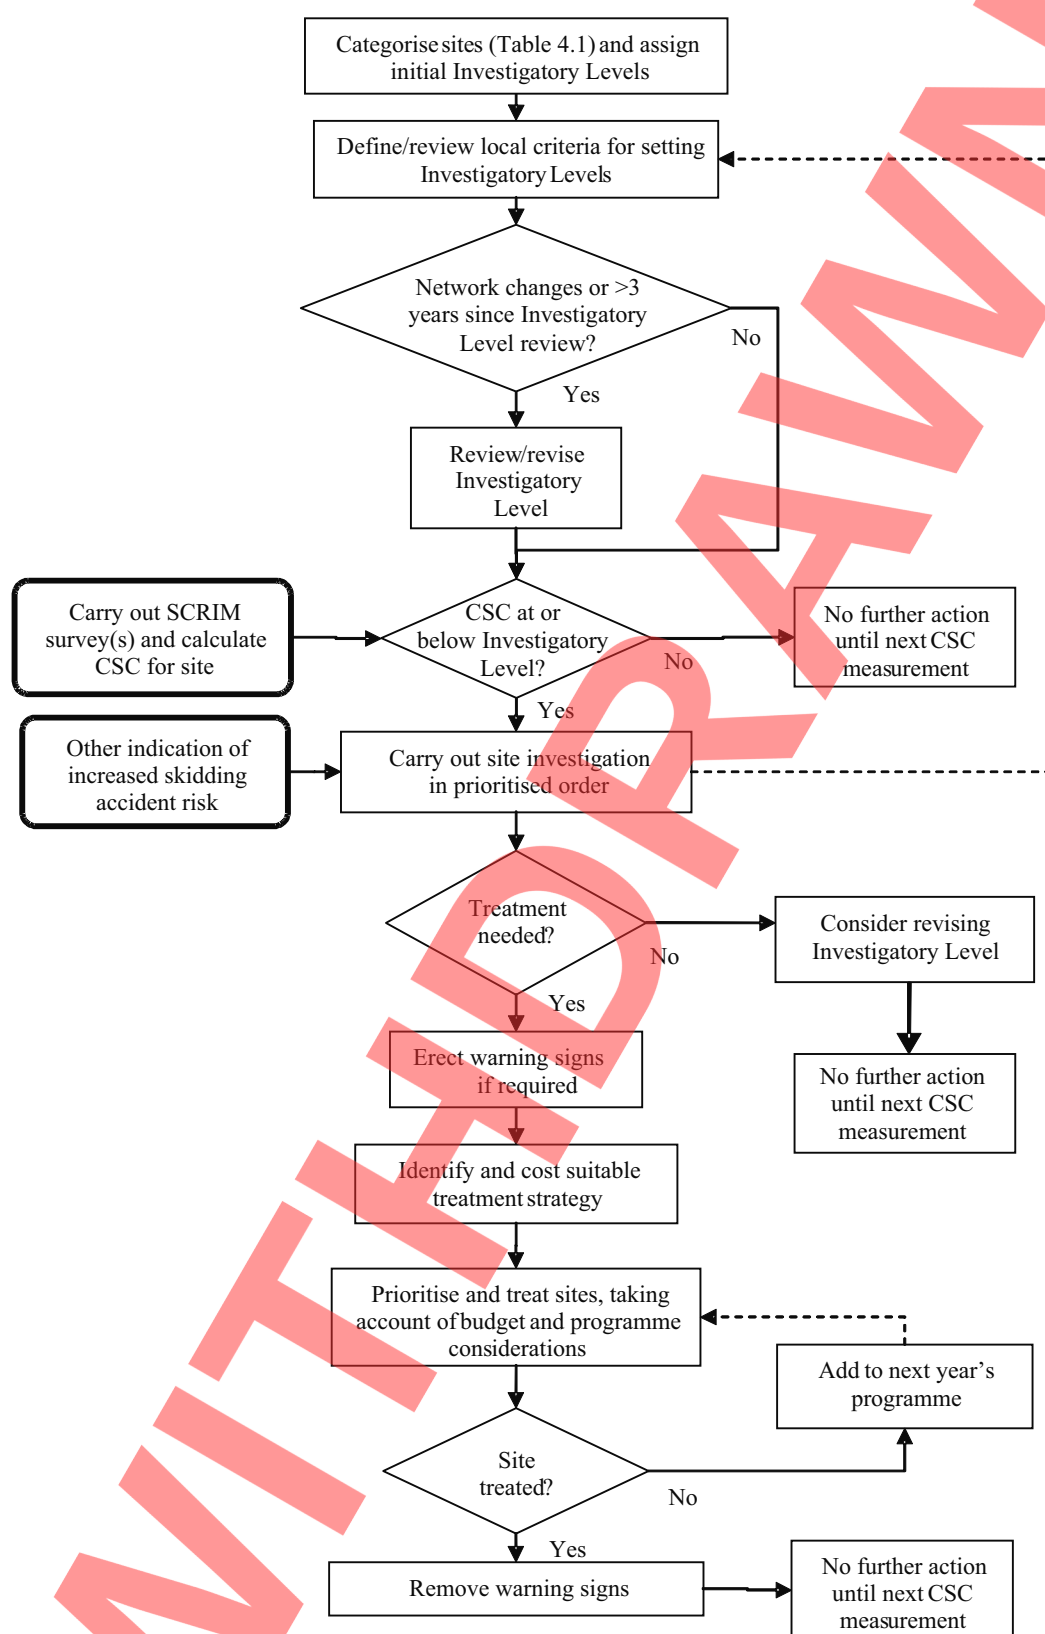 Categorise sites (Table 4.1) and assign
initial Investigatory Levels
Define/review local criteria for setting
Investigatory Levels
Network changes or >3
years since Investigatory
Level review?
No
Yes
Review/revise
Investigatory
Level
Carry out SCRIM
survey(s) and calculate
CSC for site
CSC at or
below Investigatory
Level?
No
No further action
until next CSC
measurement
Yes
Other indication of
increased skidding
accident risk
Carry out site investigation
in prioritised order
Treatment
needed?
No
Consider revising
Investigatory Level
Yes
Erect warning signs
if required
No further action
until next CSC
measurement
Identify and cost suitable
treatment strategy
Prioritise and treat sites, taking
account of budget and programme
considerations
Add to next year’s
programme
Site
treated?
No
Yes
Remove warning signs
No further action
until next CSC
measurement
WITHDRAWN